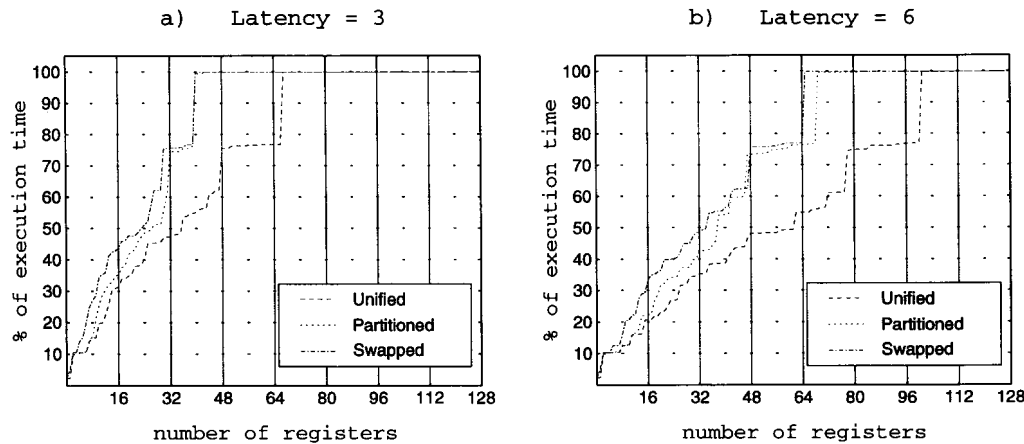 a) Latency = 3
% of execution time
100
90
80
70
60
50
40
30
20
10
Unified
Partitioned
Swapped
16 32 48 64 80 96 112 128
number of registers
b) Latency = 6
% of execution time
100
90
80
70
60
50
40
30
20
10
Unified
Partitioned
Swapped
16 32 48 64 80 96 112 128
number of registers